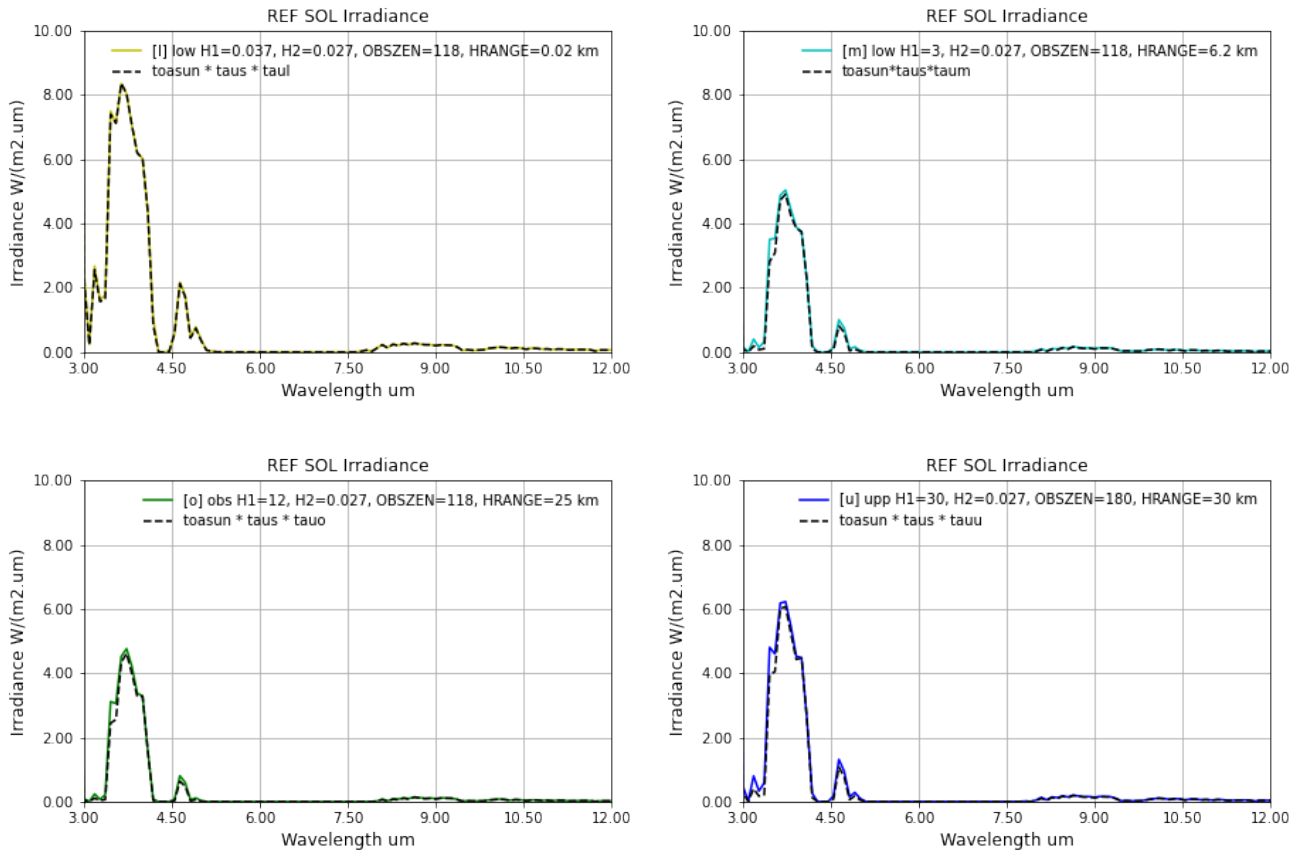 REF SOL Irradiance
10.00
8.00
6.00
4.00
2.00
0.00
Irradiance W/(m2.um)
[l] low H1=0.037, H2=0.027, OBSZEN=118, HRANGE=0.02 km
toasun * taus * taul
3.00 4.50 6.00 7.50 9.00 10.50 12.00
Wavelength um
REF SOL Irradiance
10.00
8.00
6.00
4.00
2.00
0.00
Irradiance W/(m2.um)
[m] low H1=3, H2=0.027, OBSZEN=118, HRANGE=6.2 km
toasun*taus*taum
3.00 4.50 6.00 7.50 9.00 10.50 12.00
Wavelength um
REF SOL Irradiance
10.00
8.00
6.00
4.00
2.00
0.00
Irradiance W/(m2.um)
[o] obs H1=12, H2=0.027, OBSZEN=118, HRANGE=25 km
toasun * taus * tauo
3.00 4.50 6.00 7.50 9.00 10.50 12.00
Wavelength um
REF SOL Irradiance
10.00
8.00
6.00
4.00
2.00
0.00
Irradiance W/(m2.um)
[u] upp H1=30, H2=0.027, OBSZEN=180, HRANGE=30 km
toasun * taus * tauu
3.00 4.50 6.00 7.50 9.00 10.50 12.00
Wavelength um